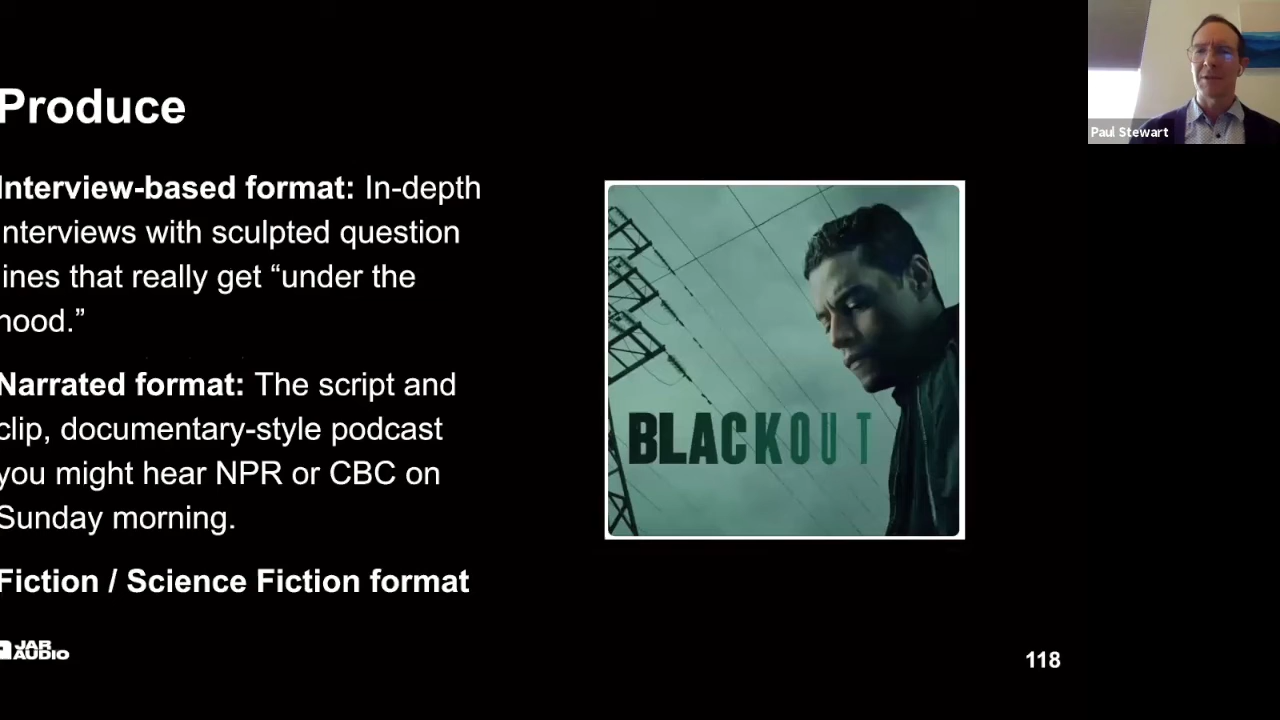 Produce
Interview-based format: In-depth
interviews with sculpted question
lines that really get “under the
hood.”
Narrated format: The script and
clip, documentary-style podcast
you might hear NPR or CBC on
Sunday morning.
Fiction / Science Fiction format
JAR
AUDIO
BLACKOUT
118
Paul Stewart